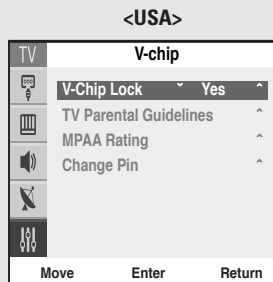 <USA>
TV V-chip
V-Chip Lock ˇ Yes ˆ
TV Parental Guidelines ˆ
MPAA Rating ˆ
Change Pin ˆ
Move Enter Return